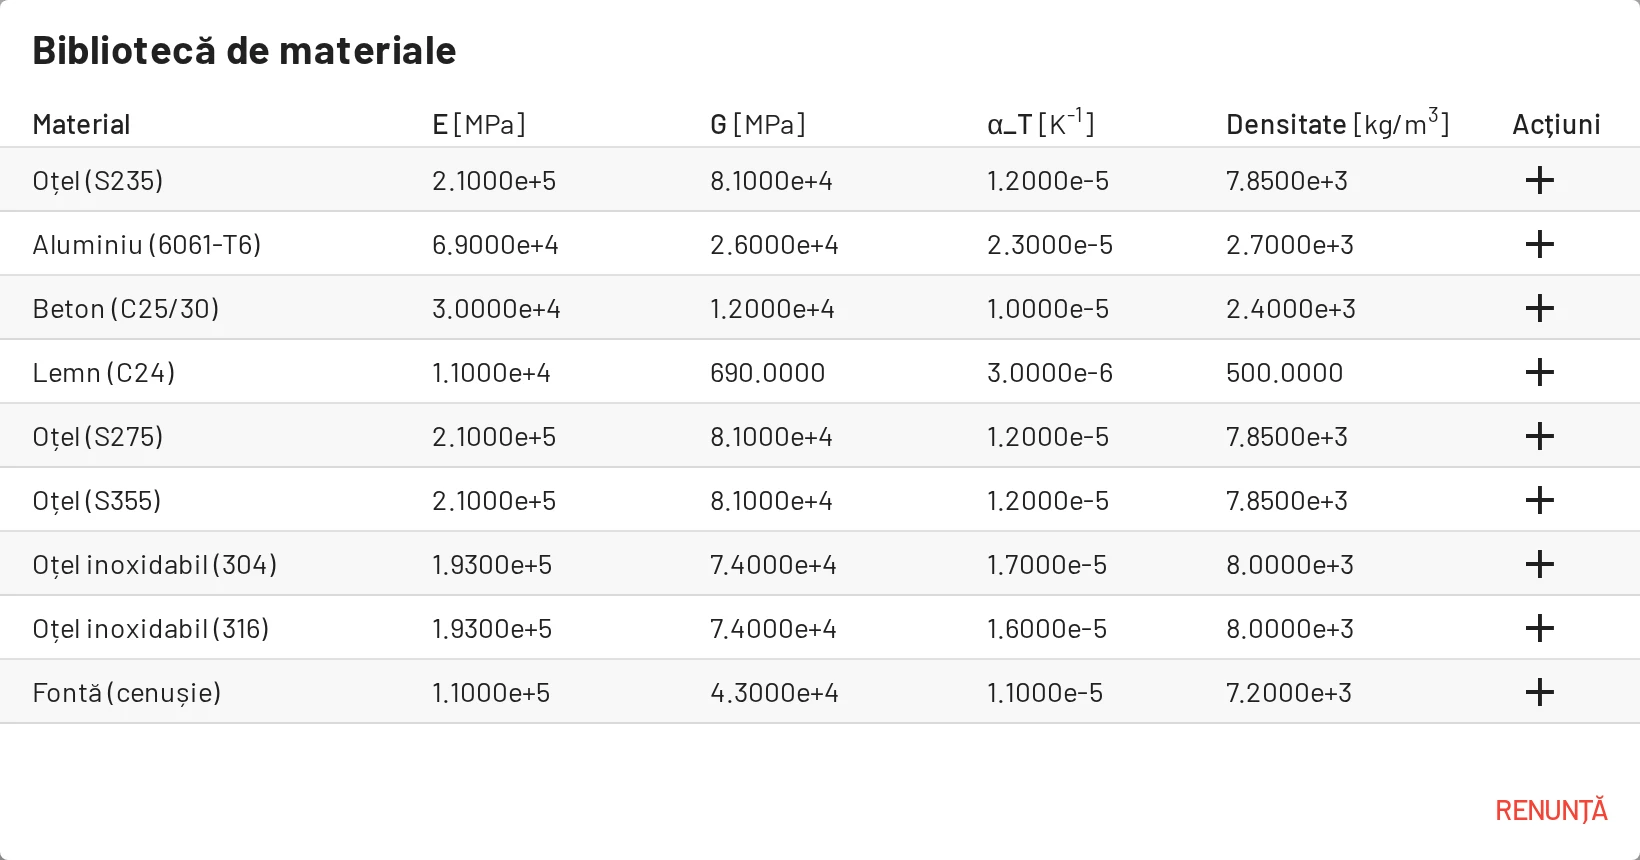 Bibliotecă de materiale
Material E [MPa] G [MPa] α_T [K⁻¹] Densitate [kg/m³] Acțiuni
Oțel (S235) 2.1000e+5 8.1000e+4 1.2000e-5 7.8500e+3
Aluminiu (6061-T6) 6.9000e+4 2.6000e+4 2.3000e-5 2.7000e+3
Beton (C25/30) 3.0000e+4 1.2000e+4 1.0000e-5 2.4000e+3
Lemn (C24) 1.1000e+4 690.0000 3.0000e-6 500.0000
Oțel (S275) 2.1000e+5 8.1000e+4 1.2000e-5 7.8500e+3
Oțel (S355) 2.1000e+5 8.1000e+4 1.2000e-5 7.8500e+3
Oțel inoxidabil (304) 1.9300e+5 7.4000e+4 1.7000e-5 8.0000e+3
Oțel inoxidabil (316) 1.9300e+5 7.4000e+4 1.6000e-5 8.0000e+3
Fontă (cenușie) 1.1000e+5 4.3000e+4 1.1000e-5 7.2000e+3
RENUNȚĂ